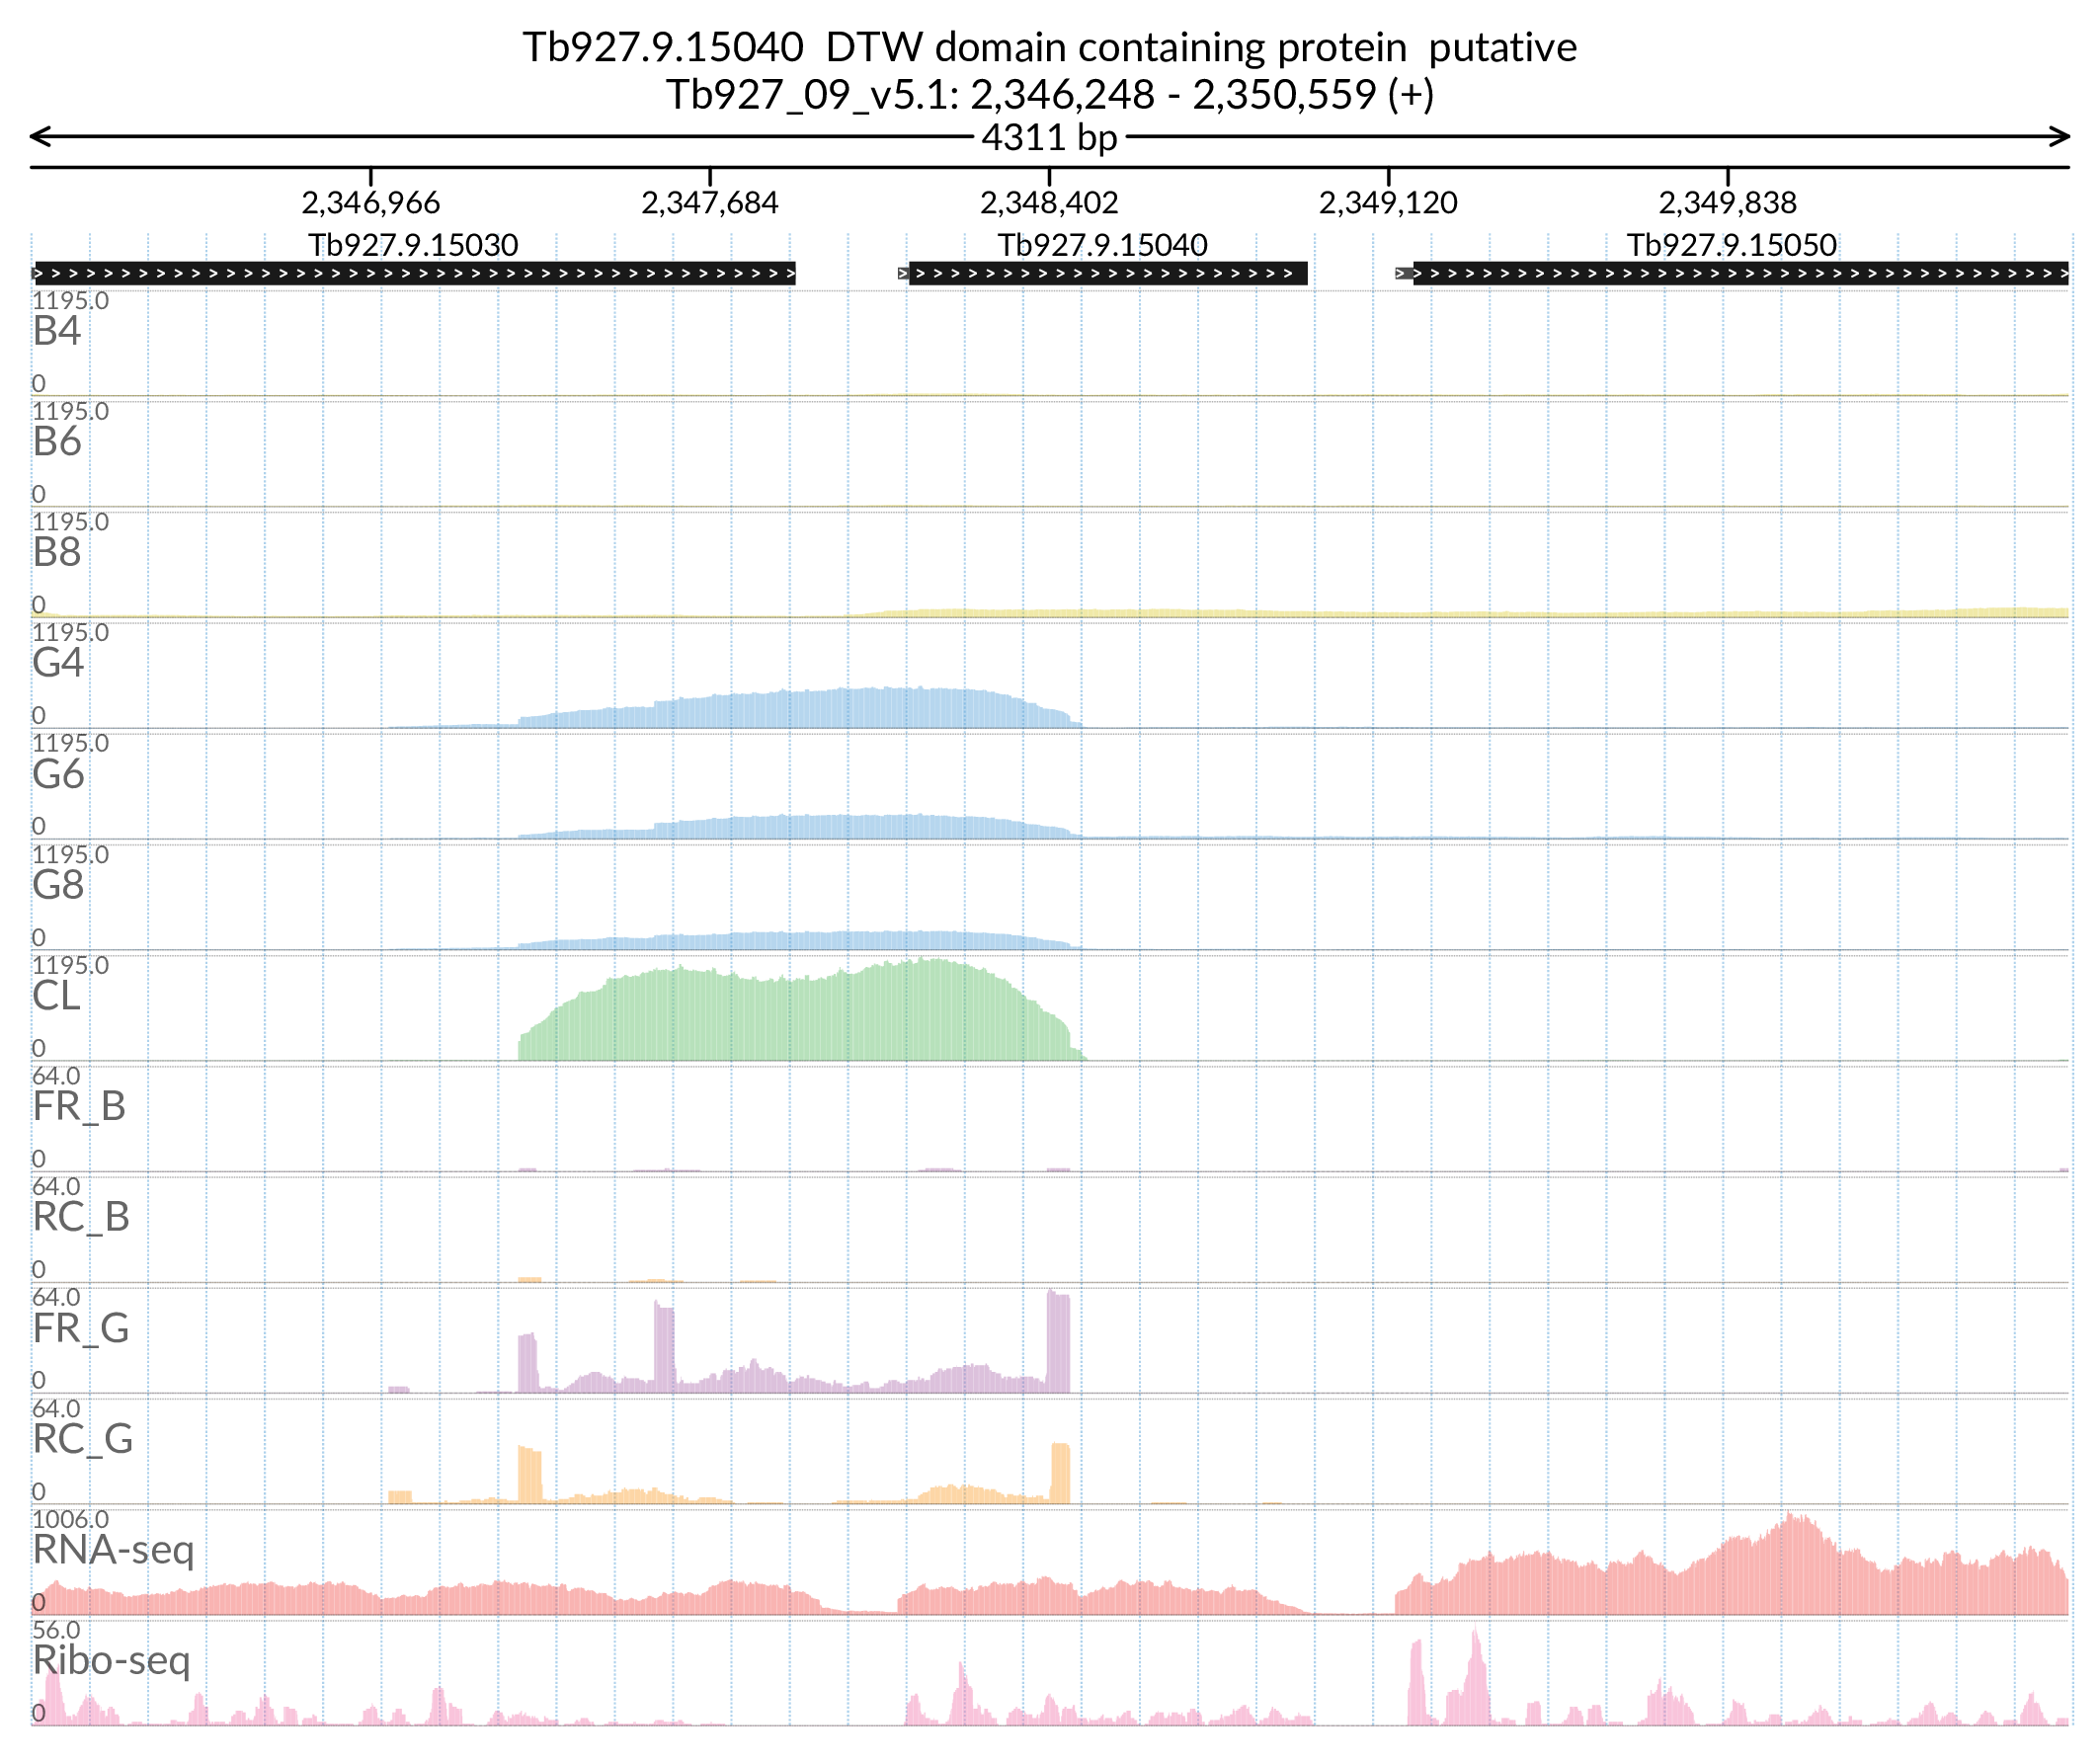 Tb927.9.15040  DTW domain containing protein  putative
Tb927_09_v5.1: 2,346,248 - 2,350,559 (+)
4311 bp
2,346,966 2,347,684 2,348,402 2,349,120 2,349,838
Tb927.9.15030 Tb927.9.15040 Tb927.9.15050
1195.0
B4
0
1195.0
B6
0
1195.0
B8
0
1195.0
G4
0
1195.0
G6
0
1195.0
G8
0
1195.0
CL
0
64.0
FR_B
0
64.0
RC_B
0
64.0
FR_G
0
64.0
RC_G
0
1006.0
RNA-seq
0
56.0
Ribo-seq
0